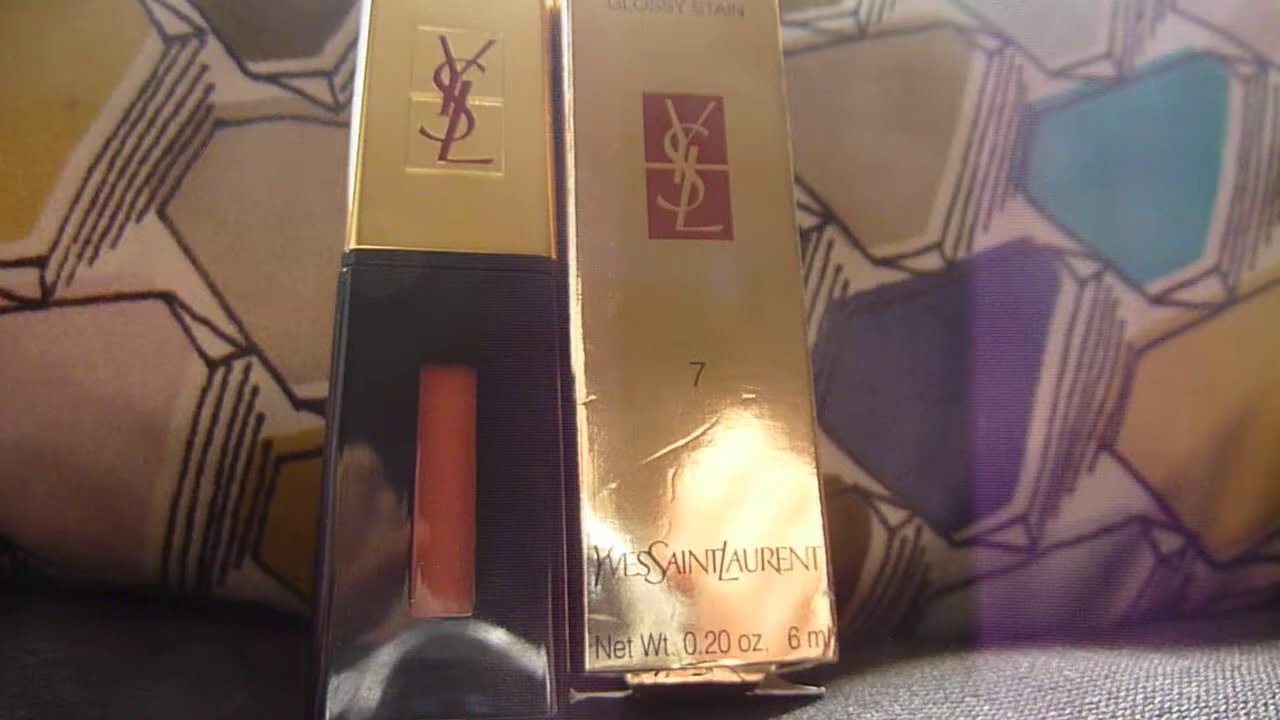 YSL
GLOSSY STAIN
YSL
7
YVESSAINTLAURENT
Net Wt. 0.20 oz. 6 ml